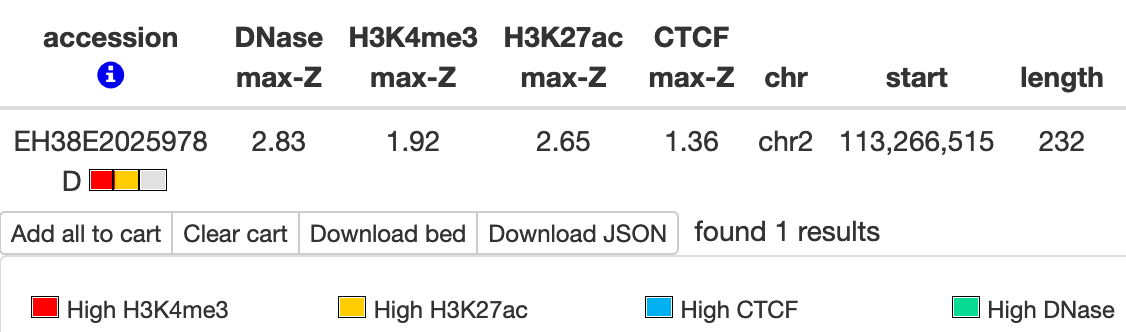 accession DNase H3K4me3 H3K27ac CTCF
max-Z max-Z max-Z max-Z chr start length
EH38E2025978 2.83 1.92 2.65 1.36 chr2 113,266,515 232
D
Add all to cart Clear cart Download bed Download JSON found 1 results
High H3K4me3 High H3K27ac High CTCF High DNase